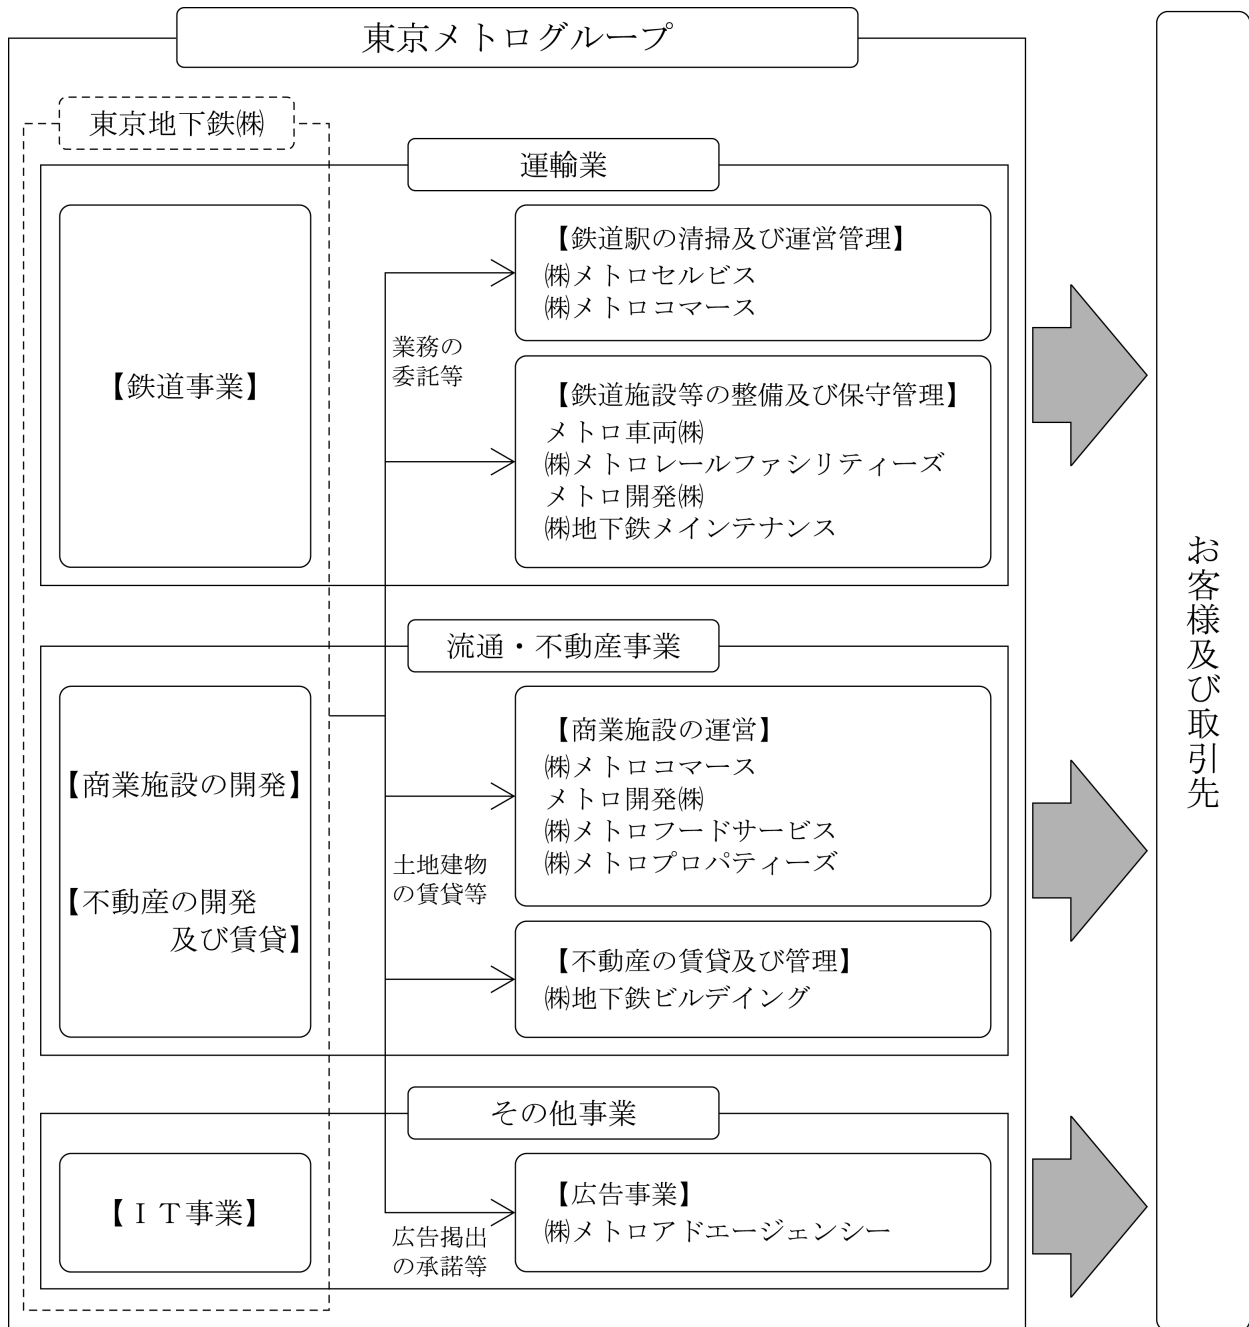 東京メトログループ
東京地下鉄㈱
運輸業
【鉄道事業】
業務の
委託等
【鉄道駅の清掃及び運営管理】
㈱メトロセルビス
㈱メトロコマース
【鉄道施設等の整備及び保守管理】
メトロ車両㈱
㈱メトロレールファシリティーズ
メトロ開発㈱
㈱地下鉄メインテナンス
流通・不動産事業
【商業施設の開発】
【不動産の開発
及び賃貸】
土地建物
の賃貸等
【商業施設の運営】
㈱メトロコマース
メトロ開発㈱
㈱メトロフードサービス
㈱メトロプロパティーズ
【不動産の賃貸及び管理】
㈱地下鉄ビルデイング
その他事業
【ＩＴ事業】
広告掲出
の承諾等
【広告事業】
㈱メトロアドエージェンシー
お客様及び取引先